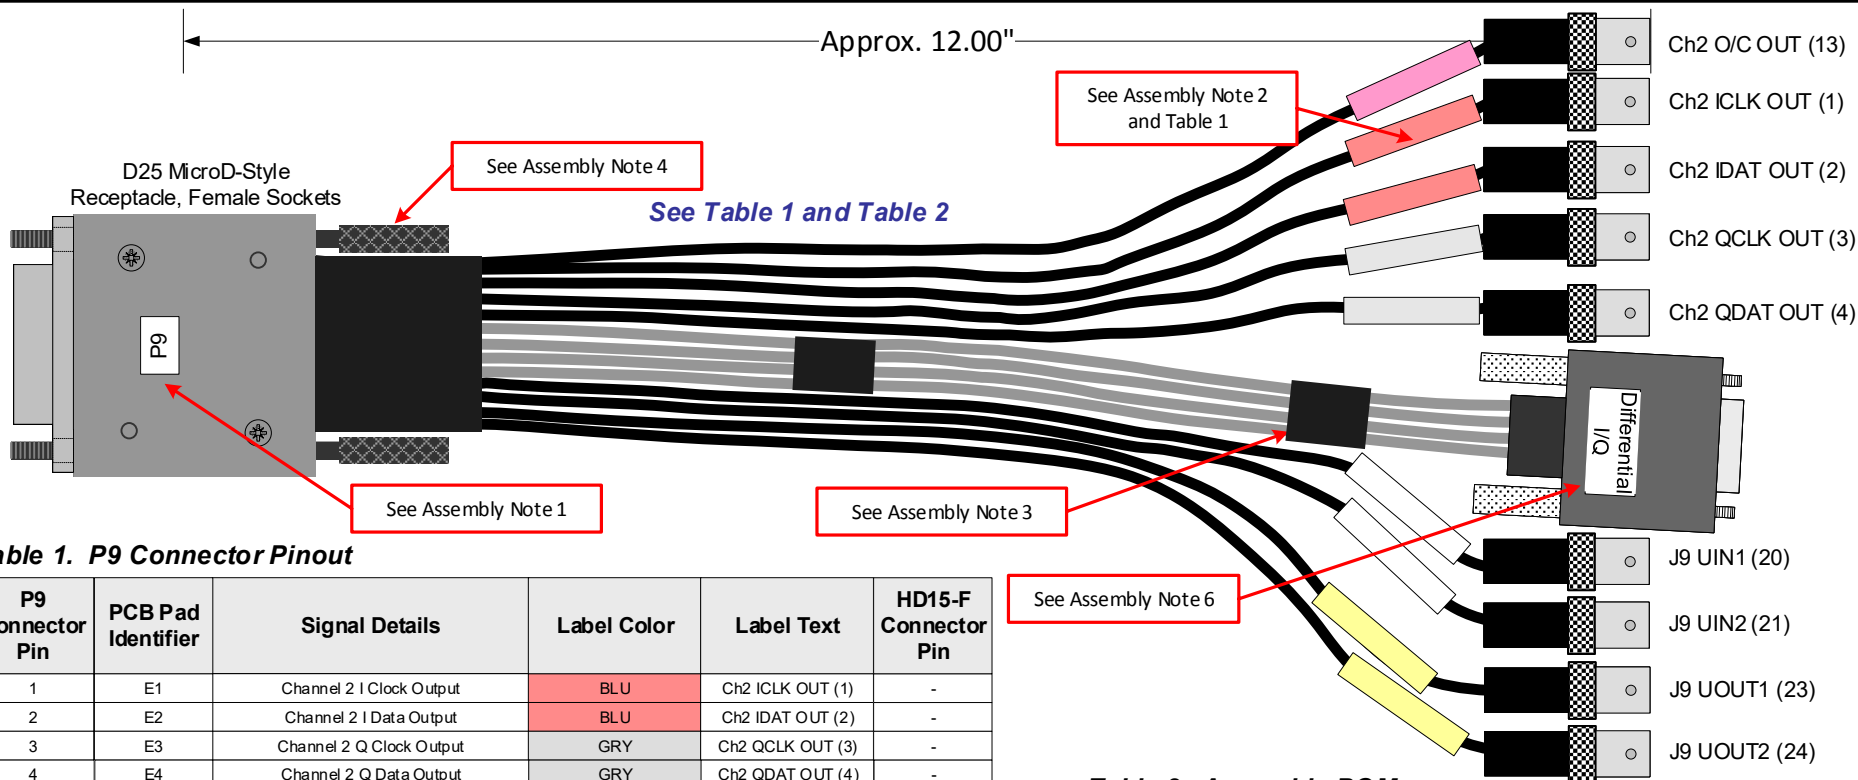 Approx. 12.00"
Ch2 O/C OUT (13)
See Assembly Note 2
and Table 1
Ch2 ICLK OUT (1)
D25 MicroD-Style
Receptacle, Female Sockets
See Assembly Note 4
Ch2 IDAT OUT (2)
See Table 1 and Table 2
Ch2 QCLK OUT (3)
Ch2 QDAT OUT (4)
P9
Differential
I/Q
See Assembly Note 1
See Assembly Note 3
J9 UIN1 (20)
See Assembly Note 6
J9 UIN2 (21)
J9 UOUT1 (23)
J9 UOUT2 (24)
able 1. P9 Connector Pinout
P9 onnector Pin PCB Pad Identifier Signal Details Label Color Label Text HD15-F Connector Pin
1 E1 Channel 2 I Clock Output BLU Ch2 ICLK OUT (1) -
2 E2 Channel 2 I Data Output BLU Ch2 IDAT OUT (2) -
3 E3 Channel 2 Q Clock Output GRY Ch2 QCLK OUT (3) -
4 E4 Channel 2 Q Data Output GRY Ch2 QDAT OUT (4) -